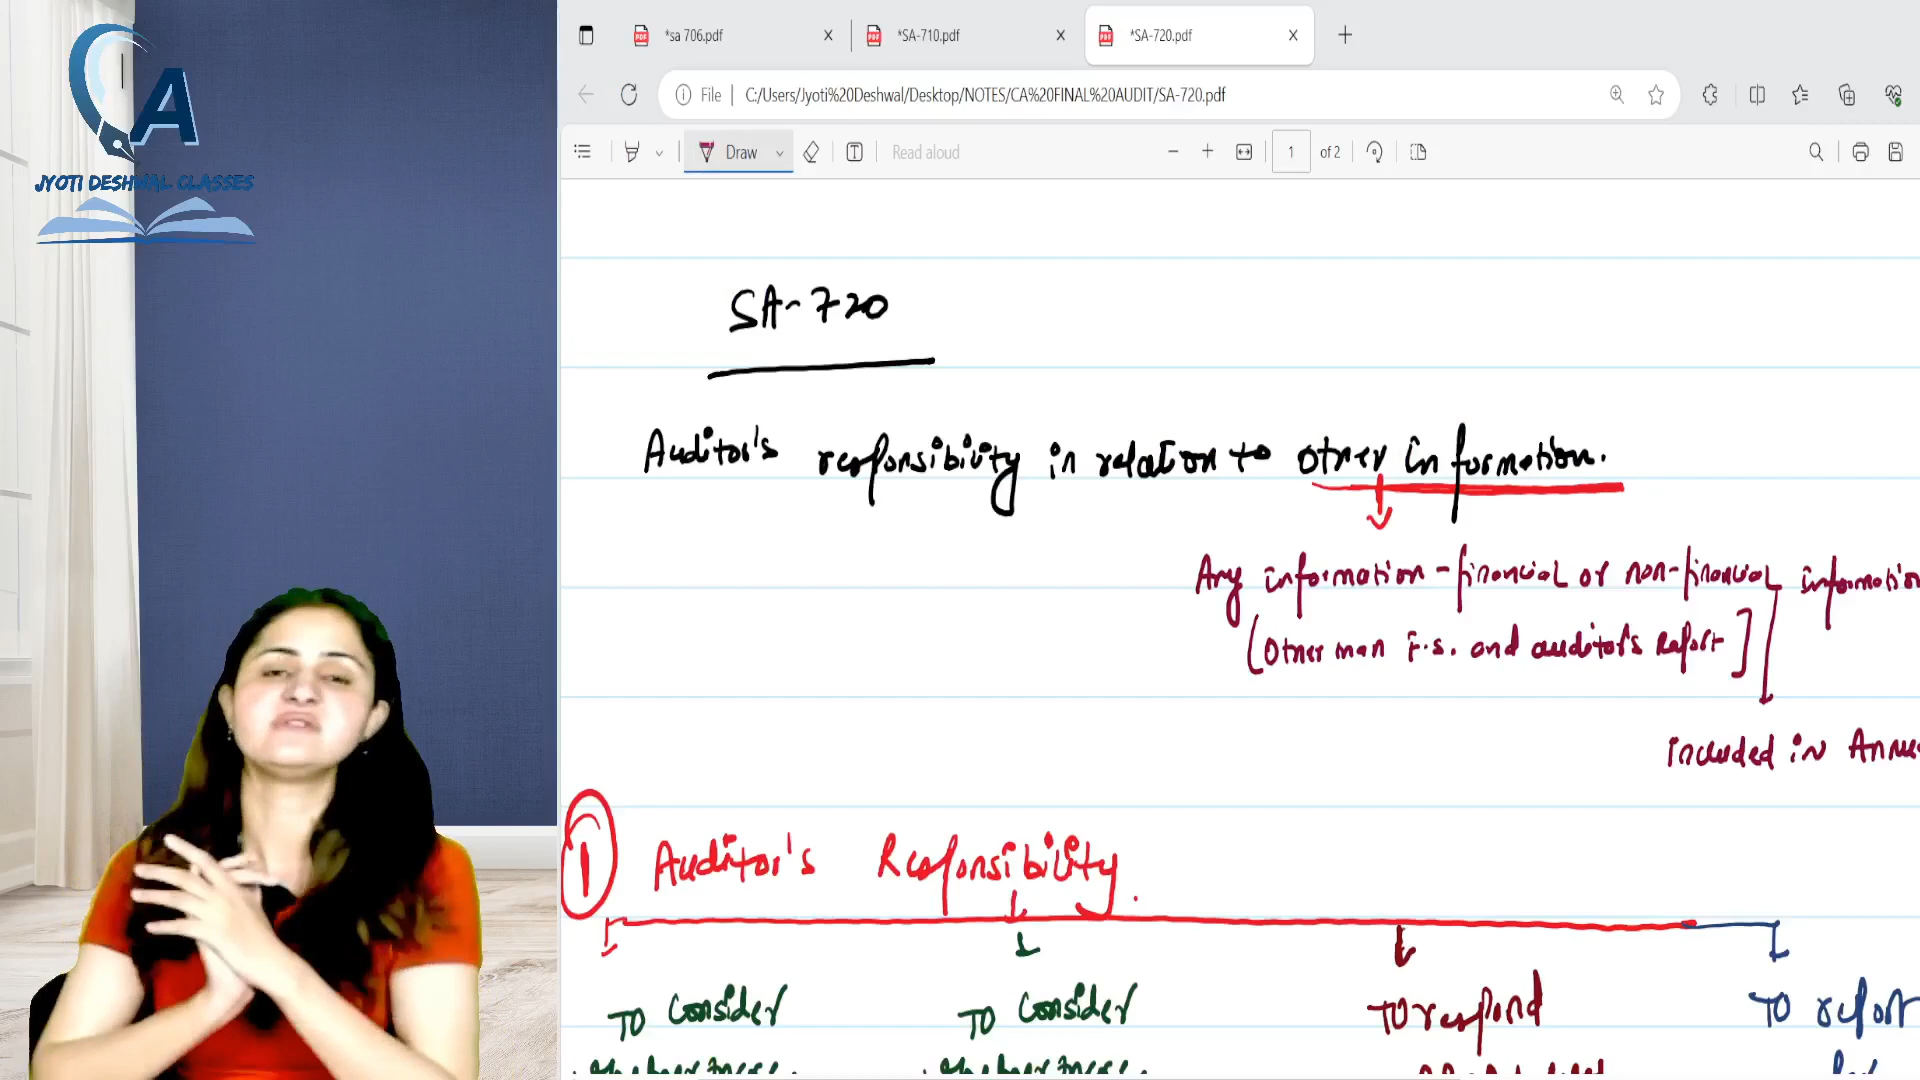 CA
JYOTI DESHWAL CLASSES
*sa 706.pdf
*SA-710.pdf
*SA-720.pdf
File
C:/Users/Jyoti%20Deshwal/Desktop/NOTES/CA%20FINAL%20AUDIT/SA-720.pdf
Draw
Read aloud
1 of 2
SA-720
Auditor's responsibility in relation to other information.
Any information - financial or non-financial information
[Other than F.S. and auditor's Report]
included in
1 Auditor's Responsibility.
To Consider To Consider To respond To report